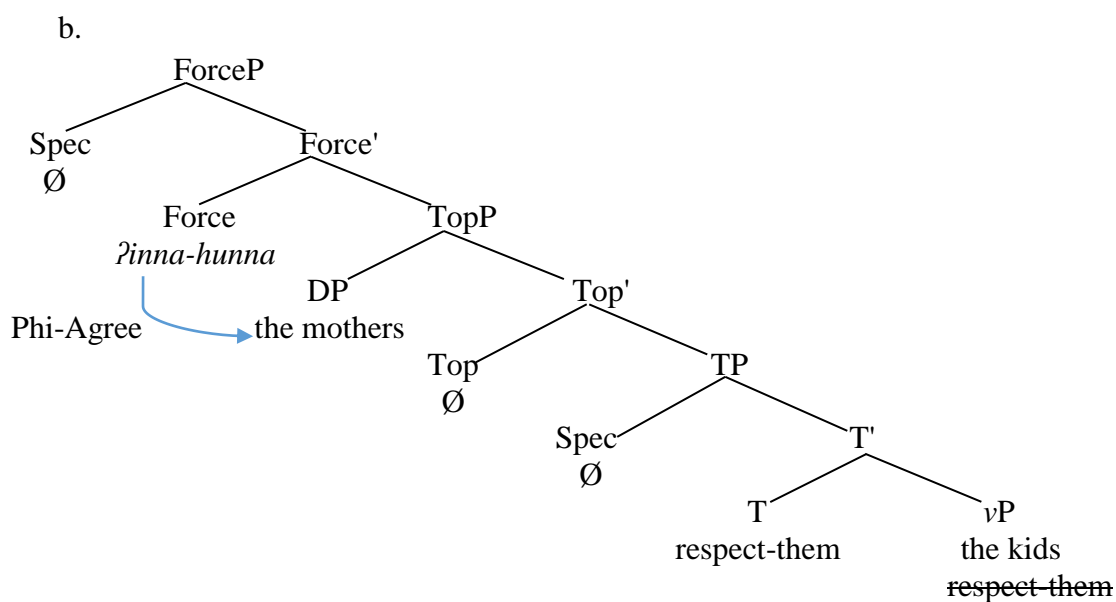 b.
ForceP
Spec Force'
Ø
Force TopP
ʔinna-hunna
DP Top'
Phi-Agree the mothers
Top TP
Ø
Spec T'
Ø
T vP
respect-them the kids
respect-them